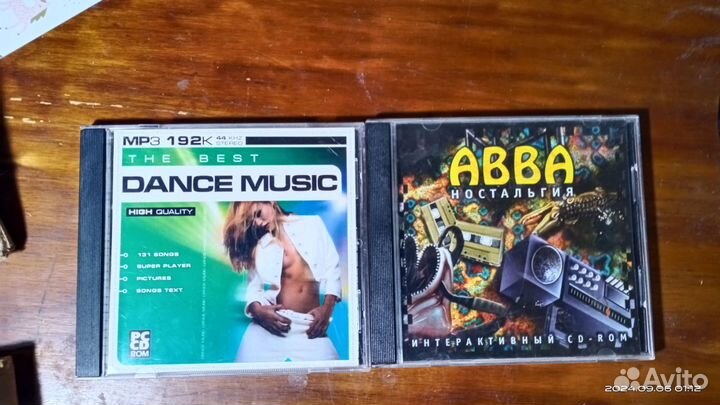 MP3 192K 44 KHZ STEREO
THE BEST
DANCE MUSIC
HIGH QUALITY
131 SONGS
SUPER PLAYER
PICTURES
SONGS TEXT
PC
CD
ROM
ABBA
НОСТАЛЬГИЯ
ИНТЕРАКТИВНЫЙ CD-ROM
Avito
2024.09.06 01:12